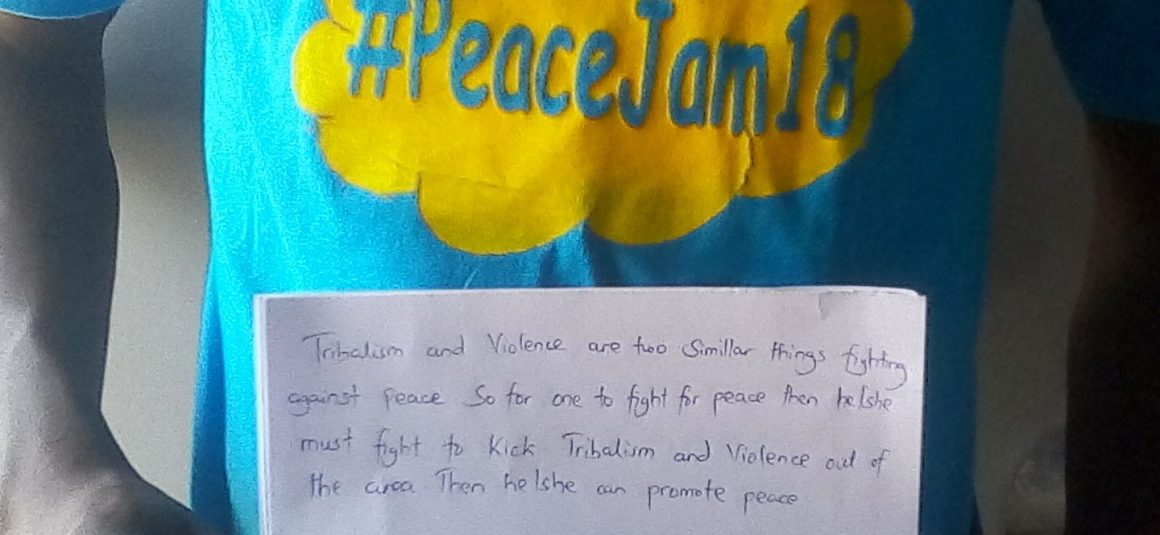 #PeaceJam18
Tribalism and Violence are two Simillar things fighting
against peace. So for one to fight for peace then he/she
must fight to Kick Tribalism and Violence out of
the area. Then he/she can promote peace